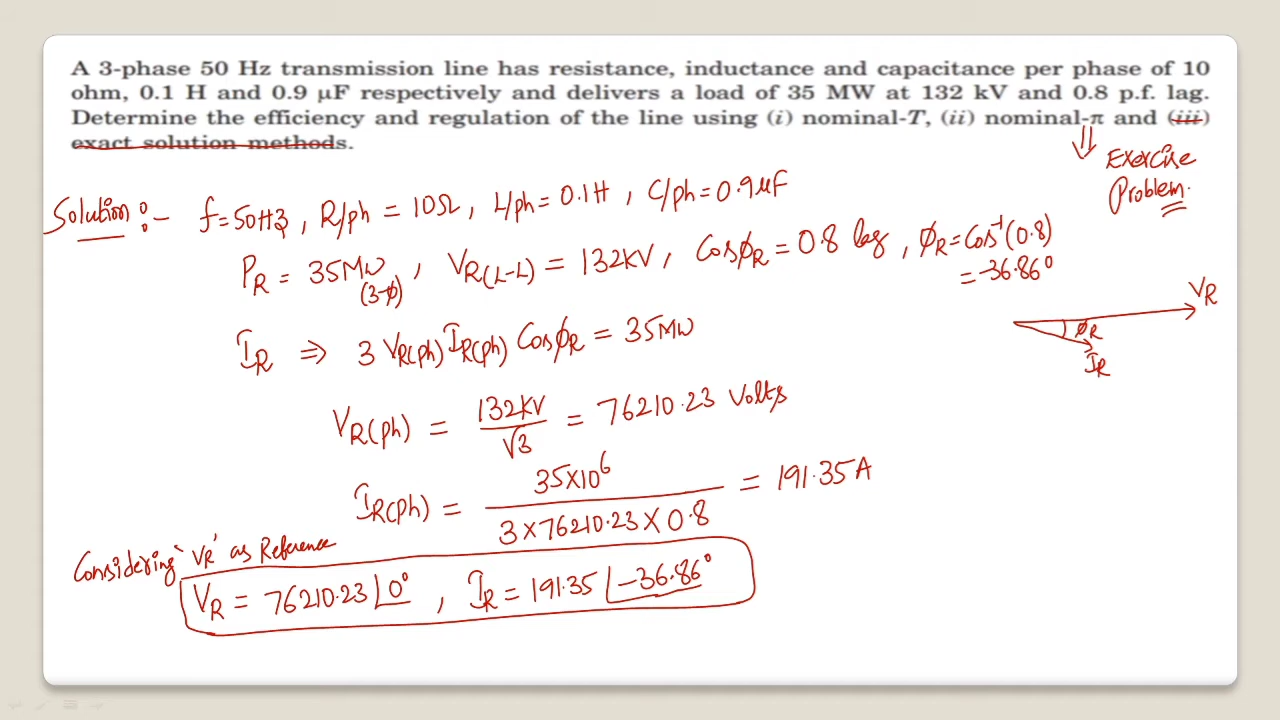 A 3-phase 50 Hz transmission line has resistance, inductance and capacitance per phase of 10
ohm, 0.1 H and 0.9 μF respectively and delivers a load of 35 MW at 132 kV and 0.8 p.f. lag.
Determine the efficiency and regulation of the line using (i) nominal-T, (ii) nominal-π and (iii)
exact solution methods.
⇓ Exercise
Problem.
Solution :- f=50Hz, R/ph = 10Ω, L/ph = 0.1H, C/ph = 0.9μF
P_R = 35MW (3-φ), V_R(L-L) = 132KV, Cosφ_R = 0.8 lag, φ_R = Cos⁻¹(0.8)
= -36.86°
V_R
φ_R
I_R
I_R ⇒ 3 V_R(ph) I_R(ph) Cosφ_R = 35MW
V_R(ph) = 132KV/√3 = 76210.23 Volts
I_R(ph) = 35×10⁶/(3×76210.23×0.8) = 191.35A
Considering 'V_R' as Reference
V_R = 76210.23∠0°, I_R = 191.35∠-36.86°